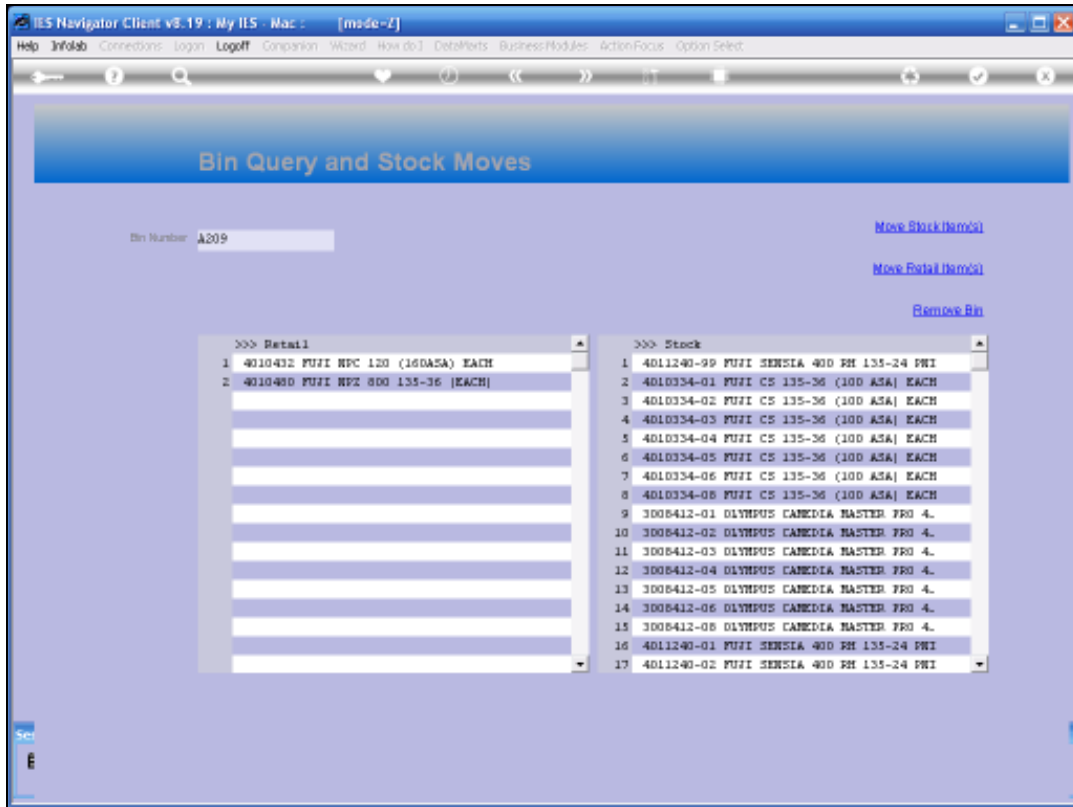 IES Navigator Client v8.19 : My IES - Mac : [mode=Z]
Help Infolab Connections Logon Logoff Companion Wizard How do I DataAlerts Business Modules Action Focus Option Select
Bin Query and Stock Moves
Bin Number A209
Move Stock Item(s)
Move Retail Item(s)
Remove Bin
>>> Retail
1 4010432 FUJI NPC 120 (160ASA) EACH
2 4010480 FUJI NPZ 800 135-36 |EACH|
>>> Stock
1 4011240-99 FUJI SENSIA 400 RH 135-24 PNI
2 4010334-01 FUJI CS 135-36 (100 ASA| EACH
3 4010334-02 FUJI CS 135-36 (100 ASA| EACH
4 4010334-03 FUJI CS 135-36 (100 ASA| EACH
5 4010334-04 FUJI CS 135-36 (100 ASA| EACH
6 4010334-05 FUJI CS 135-36 (100 ASA| EACH
7 4010334-06 FUJI CS 135-36 (100 ASA| EACH
8 4010334-08 FUJI CS 135-36 (100 ASA| EACH
9 3008412-01 OLYMPUS CAMEDIA MASTER PRO 4.
10 3008412-02 OLYMPUS CAMEDIA MASTER PRO 4.
11 3008412-03 OLYMPUS CAMEDIA MASTER PRO 4.
12 3008412-04 OLYMPUS CAMEDIA MASTER PRO 4.
13 3008412-05 OLYMPUS CAMEDIA MASTER PRO 4.
14 3008412-06 OLYMPUS CAMEDIA MASTER PRO 4.
15 3008412-08 OLYMPUS CAMEDIA MASTER PRO 4.
16 4011240-01 FUJI SENSIA 400 RH 135-24 PNI
17 4011240-02 FUJI SENSIA 400 RH 135-24 PNI
Ser